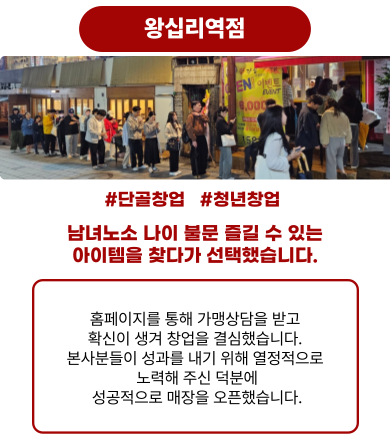 왕십리역점
OPEN
이벤트
#단골창업 #청년창업
남녀노소 나이 불문 즐길 수 있는
아이템을 찾다가 선택했습니다.
홈페이지를 통해 가맹상담을 받고
확신이 생겨 창업을 결심했습니다.
본사분들이 성과를 내기 위해 열정적으로
노력해 주신 덕분에
성공적으로 매장을 오픈했습니다.